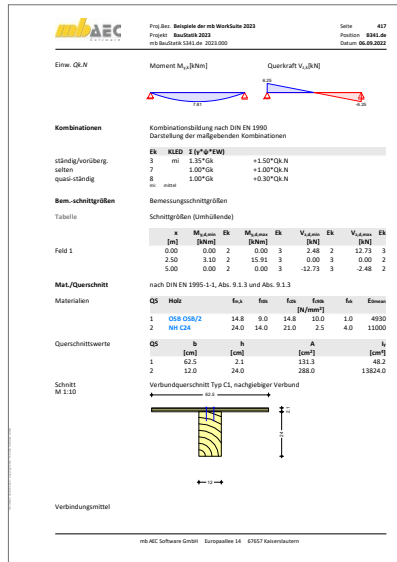 mbAEC
Software
Proj.Bez. Beispiele der mb WorkSuite 2023
Projekt BauStatik 2023
mb BauStatik S341.de 2023.000
Seite 417
Position 8341.de
Datum 06.09.2022
Einw. Qk.N
Moment My,k[kNm]
Querkraft Vz,k[kN]
7.81
6.25
-6.25
Kombinationen
Kombinationsbildung nach DIN EN 1990
Darstellung der maßgebenden Kombinationen
Ek KLED Σ (γ*ψ*EW)
ständig/vorüberg. 3 mi 1.35*Gk +1.50*Qk.N
selten 7 1.00*Gk +1.00*Qk.N
quasi-ständig 8 1.00*Gk +0.30*Qk.N
mi: mittel
Bem.-schnittgrößen Bemessungsschnittgrößen
Tabelle Schnittgrößen (Umhüllende)
x My,d,min Ek My,d,max Ek Vz,d,min Ek Vz,d,max Ek
[m] [kNm] [kNm] [kN] [kN]
Feld 1 0.00 0.00 2 0.00 3 2.48 2 12.73 3
2.50 3.10 2 15.91 3 0.00 3 0.00 2
5.00 0.00 2 0.00 3 -12.73 3 -2.48 2
Mat./Querschnitt nach DIN EN 1995-1-1, Abs. 9.1.3 und Abs. 9.1.3
Materialien QS Holz fm,k ft0k fc0k fc90k fvk E0mean
[N/mm²]
1 OSB OSB/2 14.8 9.0 14.8 10.0 1.0 4930
2 NH C24 24.0 14.0 21.0 2.5 4.0 11000
Querschnittswerte QS b h A Iy
[cm] [cm] [cm²] [cm⁴]
1 62.5 2.1 131.3 48.2
2 12.0 24.0 288.0 13824.0
Schnitt Verbundquerschnitt Typ C1, nachgiebiger Verbund
M 1:10
62.5
2.1
24
12
Verbindungsmittel
mb AEC Software GmbH Europaallee 14 67657 Kaiserslautern